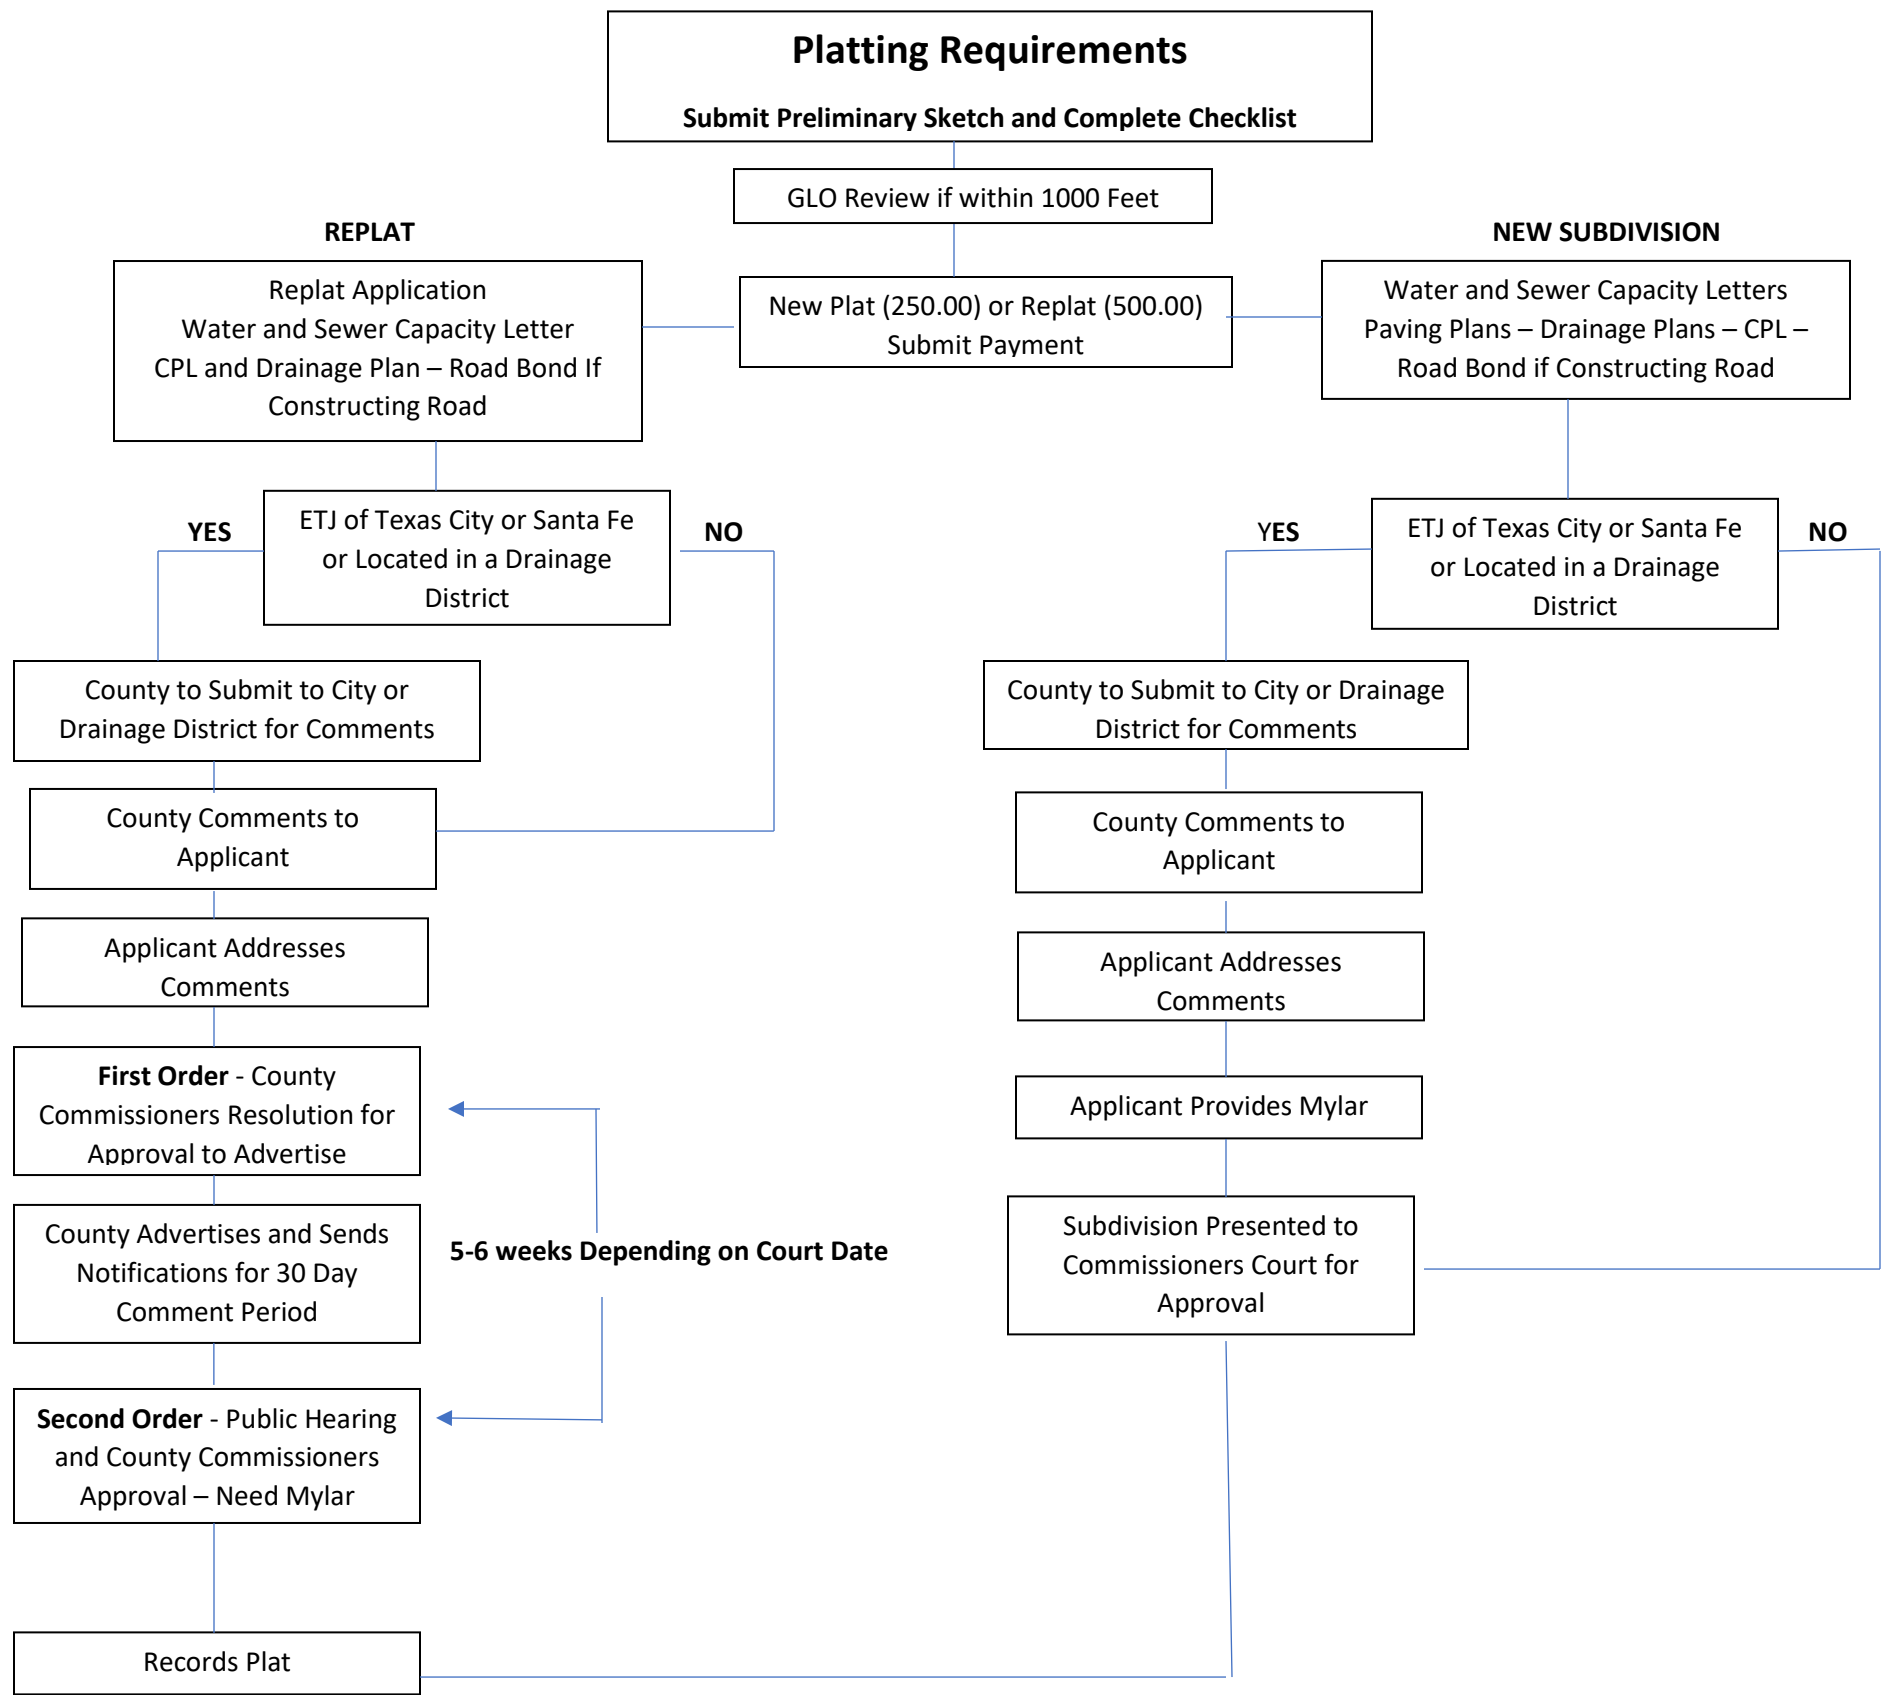 Platting Requirements
Submit Preliminary Sketch and Complete Checklist
GLO Review if within 1000 Feet
REPLAT
NEW SUBDIVISION
Replat Application
Water and Sewer Capacity Letter
CPL and Drainage Plan – Road Bond If
Constructing Road
New Plat (250.00) or Replat (500.00)
Submit Payment
Water and Sewer Capacity Letters
Paving Plans – Drainage Plans – CPL –
Road Bond if Constructing Road
YES
ETJ of Texas City or Santa Fe
or Located in a Drainage
District
NO
YES
ETJ of Texas City or Santa Fe
or Located in a Drainage
District
NO
County to Submit to City or
Drainage District for Comments
County to Submit to City or Drainage
District for Comments
County Comments to
Applicant
County Comments to
Applicant
Applicant Addresses
Comments
Applicant Addresses
Comments
First Order - County
Commissioners Resolution for
Approval to Advertise
Applicant Provides Mylar
County Advertises and Sends
Notifications for 30 Day
Comment Period
5-6 weeks Depending on Court Date
Subdivision Presented to
Commissioners Court for
Approval
Second Order - Public Hearing
and County Commissioners
Approval – Need Mylar
Records Plat